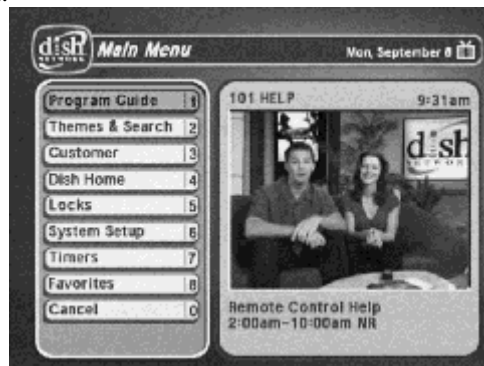 dish
NETWORK
Main Menu
Mon, September 8
Program Guide 1
Themes & Search 2
Customer 3
Dish Home 4
Locks 5
System Setup 6
Timers 7
Favorites 8
Cancel 0
101 HELP 9:31am
dish
NETWORK
Remote Control Help
2:00am-10:00am NR